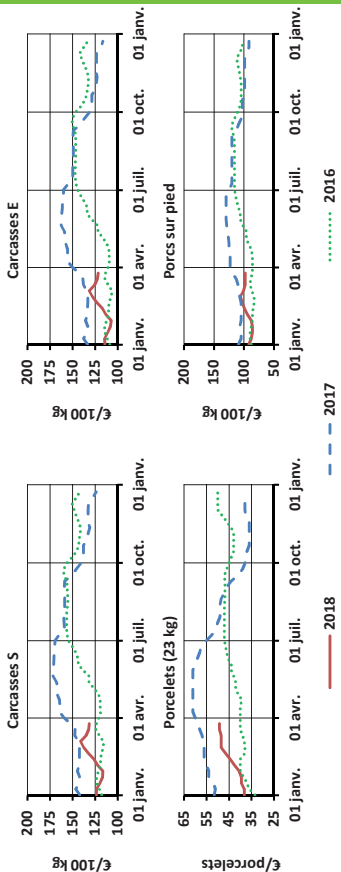 Carcasses S
200
175
150
125
100
€/100 kg
01 janv.
01 avr.
01 juil.
01 oct.
01 janv.
Carcasses E
200
175
150
125
100
€/100 kg
01 janv.
01 avr.
01 juil.
01 oct.
01 janv.
Porcelets (23 kg)
65
55
45
35
25
€/porcelets
01 janv.
01 avr.
01 juil.
01 oct.
01 janv.
Porcs sur pied
200
150
100
50
€/100 kg
01 janv.
01 avr.
01 juil.
01 oct.
01 janv.
2018
2017
2016